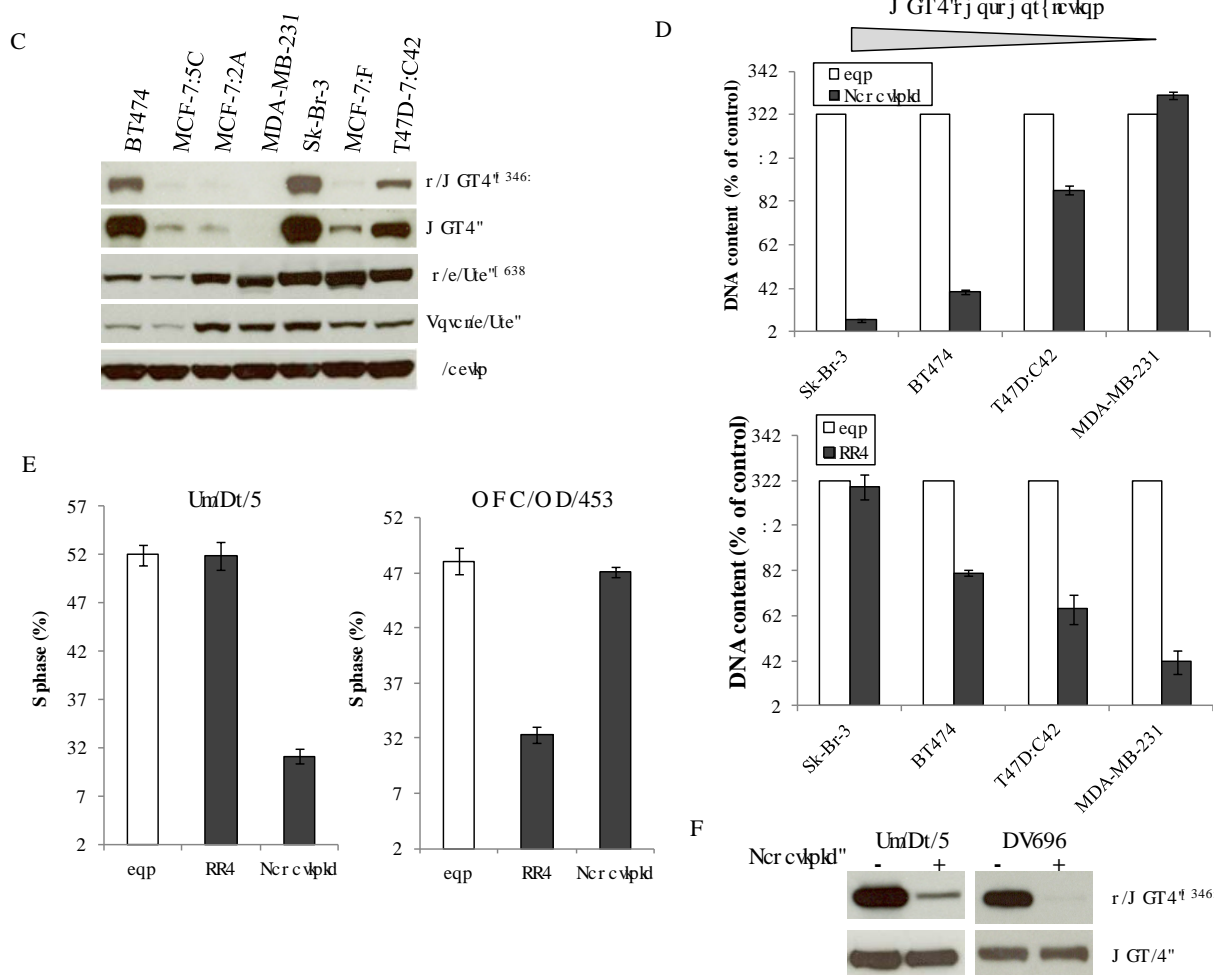 C
BT474
MCF-7:5C
MCF-7:2A
MDA-MB-231
Sk-Br-3
MCF-7:F
T47D-7:C42
r/J GT4"[ 346:
J GT4"
r/e/Ute"[ 638
Vqvcn/e/Ute"
/cevkp
D
J GT4"rj qurj qt{ncvkqp
eqp
Ncr cvkpkd
DNA content (% of control)
342
322
: 2
82
62
42
2
Sk-Br-3
BT474
T47D:C42
MDA-MB-231
eqp
RR4
DNA content (% of control)
342
322
: 2
82
62
42
2
Sk-Br-3
BT474
T47D:C42
MDA-MB-231
E
Um/Dt/5
S phase (%)
57
52
47
42
37
32
7
2
eqp
RR4
Ncr cvkpkd
O F C/O D/453
S phase (%)
52
47
42
37
32
7
2
eqp
RR4
Ncr cvkpkd
F
Um/Dt/5
DV696
Ncr cvkpkd"
- + - +
r/J GT4"[ 346
J GT/4"